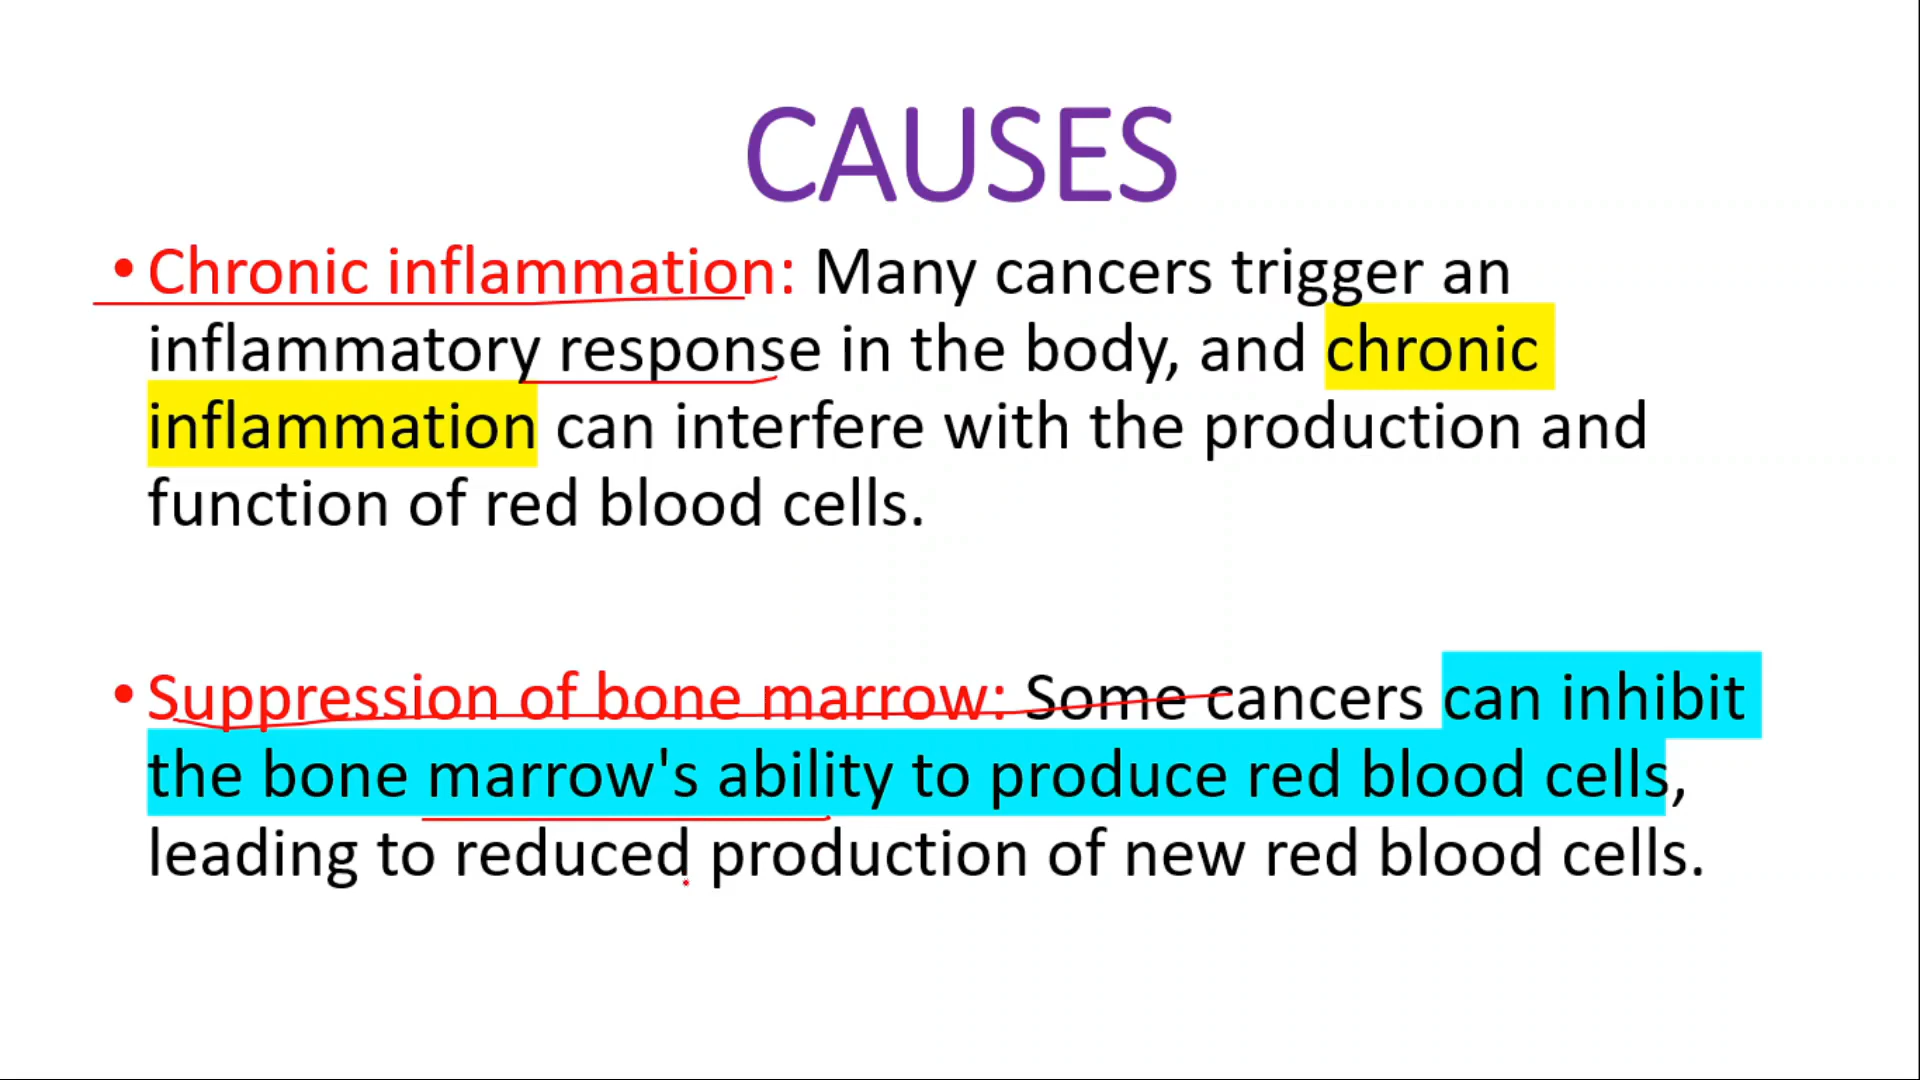 CAUSES
• Chronic inflammation: Many cancers trigger an
inflammatory response in the body, and chronic
inflammation can interfere with the production and
function of red blood cells.
• Suppression of bone marrow: Some cancers can inhibit
the bone marrow's ability to produce red blood cells,
leading to reduced production of new red blood cells.